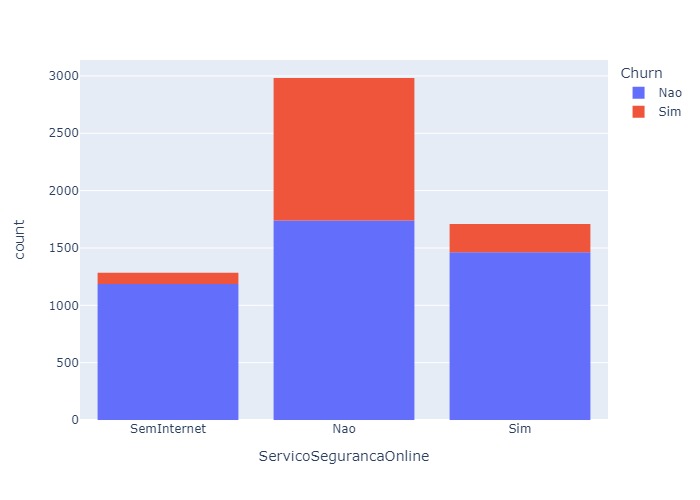 Churn
Nao
Sim
count
3000
2500
2000
1500
1000
500
0
SemInternet
Nao
Sim
ServicoSegurancaOnline